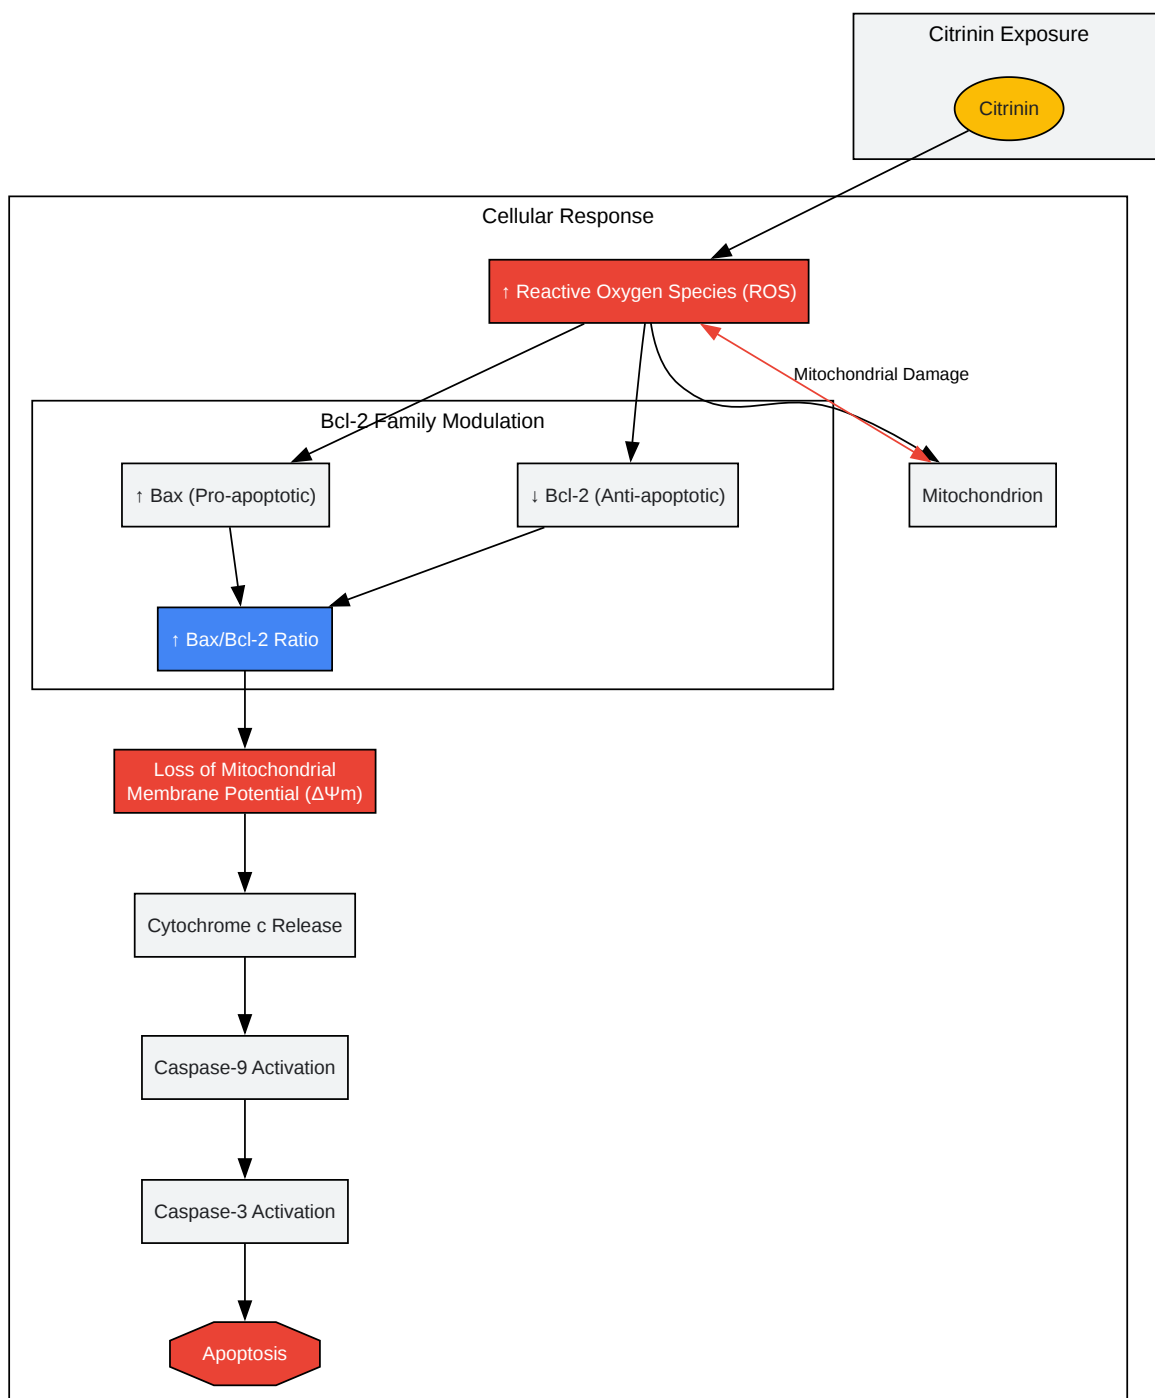 Citrinin Exposure
Citrinin
Cellular Response
↑ Reactive Oxygen Species (ROS)
Mitochondrial Damage
Bcl-2 Family Modulation
↑ Bax (Pro-apoptotic)
↓ Bcl-2 (Anti-apoptotic)
Mitochondrion
↑ Bax/Bcl-2 Ratio
Loss of Mitochondrial
Membrane Potential (ΔΨm)
Cytochrome c Release
Caspase-9 Activation
Caspase-3 Activation
Apoptosis